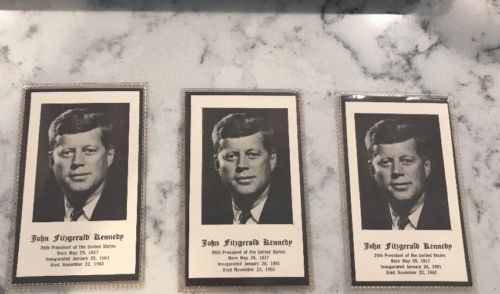 John Fitzgerald Kennedy
35th President of the United States
Born May 29, 1917
Inaugurated January 20, 1961
Died November 22, 1963
John Fitzgerald Kennedy
35th President of the United States
Born May 29, 1917
Inaugurated January 20, 1961
Died November 22, 1963
John Fitzgerald Kennedy
35th President of the United States
Born May 29, 1917
Inaugurated January 20, 1961
Died November 22, 1963